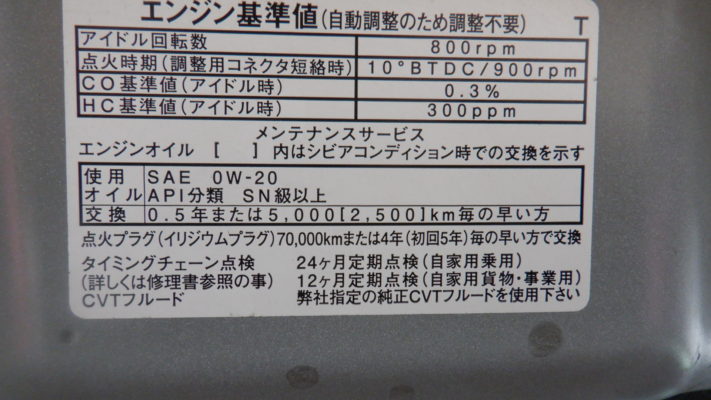 エンジン基準値(自動調整のため調整不要) T
アイドル回転数 800rpm
点火時期(調整用コネクタ短絡時) 10°BTDC/900rpm
CO基準値(アイドル時) 0.3%
HC基準値(アイドル時) 300ppm
メンテナンスサービス
エンジンオイル [ ] 内はシビアコンディション時での交換を示す
使用 SAE 0W-20
オイル API分類 SN級以上
交換 0.5年または5,000[2,500]km毎の早い方
点火プラグ(イリジウムプラグ)70,000kmまたは4年(初回5年)毎の早い方で交換
タイミングチェーン点検 24ヶ月定期点検(自家用乗用)
(詳しくは修理書参照の事) 12ヶ月定期点検(自家用貨物・事業用)
CVTフルード 弊社指定の純正CVTフルードを使用下さい